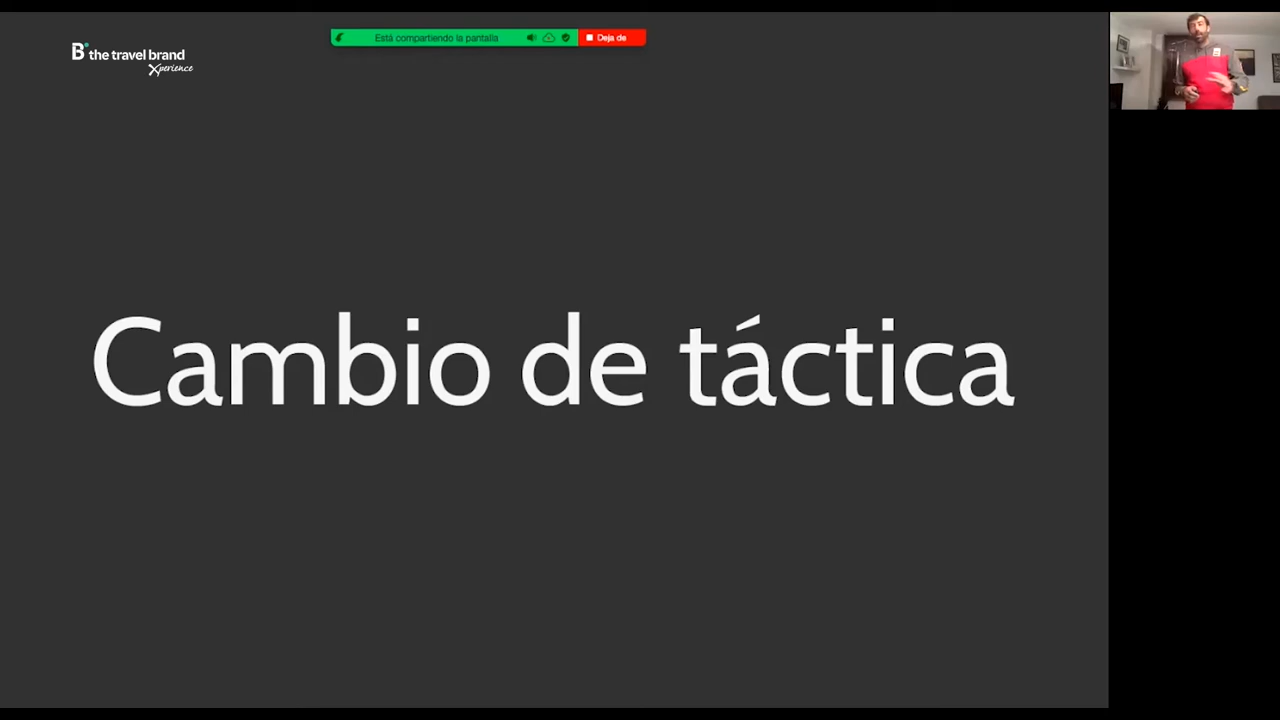 B the travel brand
Xperience
Está compartiendo la pantalla
Deja de
Cambio de táctica